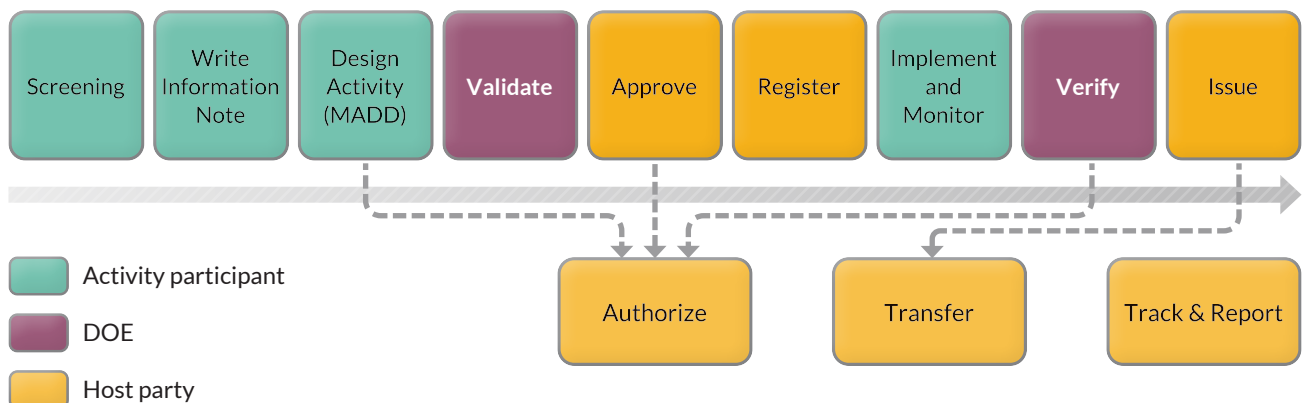 Screening
Write
Information
Note
Design
Activity
(MADD)
Validate
Approve
Register
Implement
and
Monitor
Verify
Issue
Authorize
Transfer
Track & Report
Activity participant
DOE
Host party